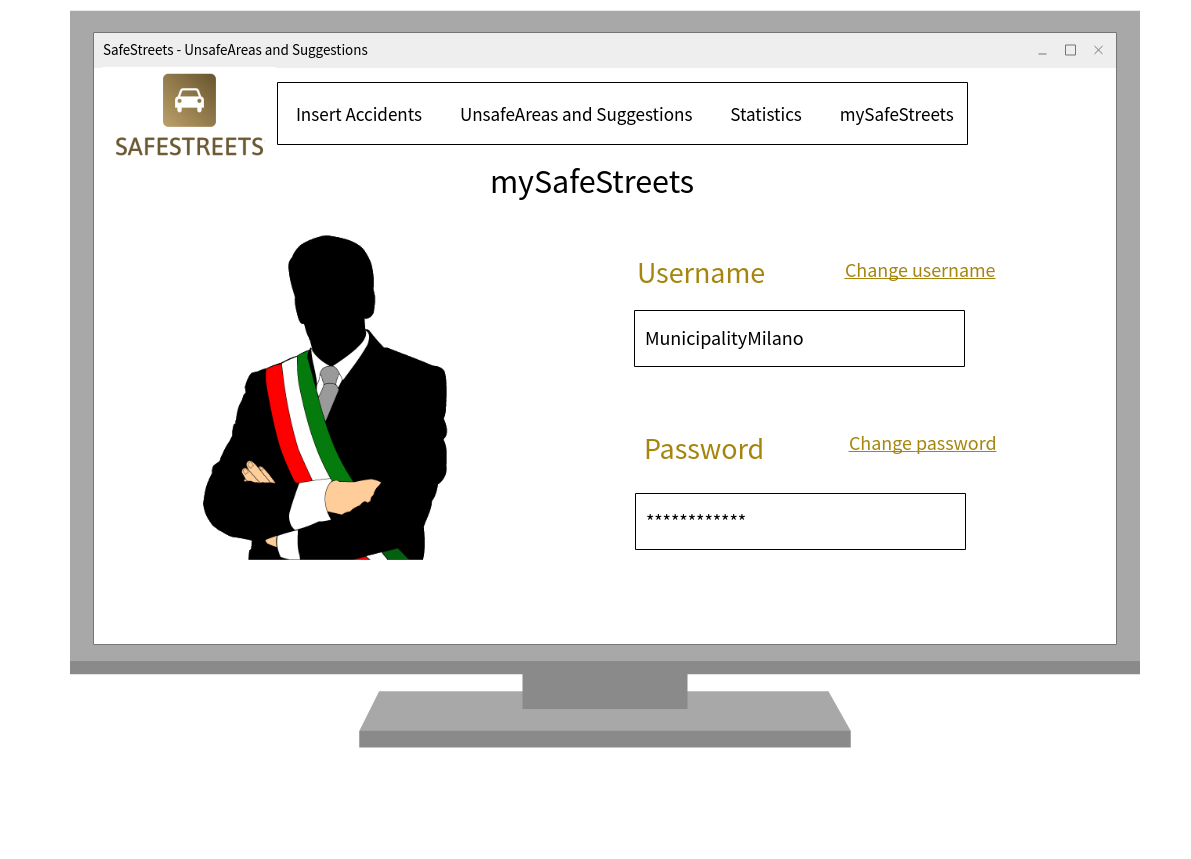 SafeStreets - UnsafeAreas and Suggestions
SAFESTREETS
Insert Accidents UnsafeAreas and Suggestions Statistics mySafeStreets
mySafeStreets
Username Change username
MunicipalityMilano
Password Change password
************